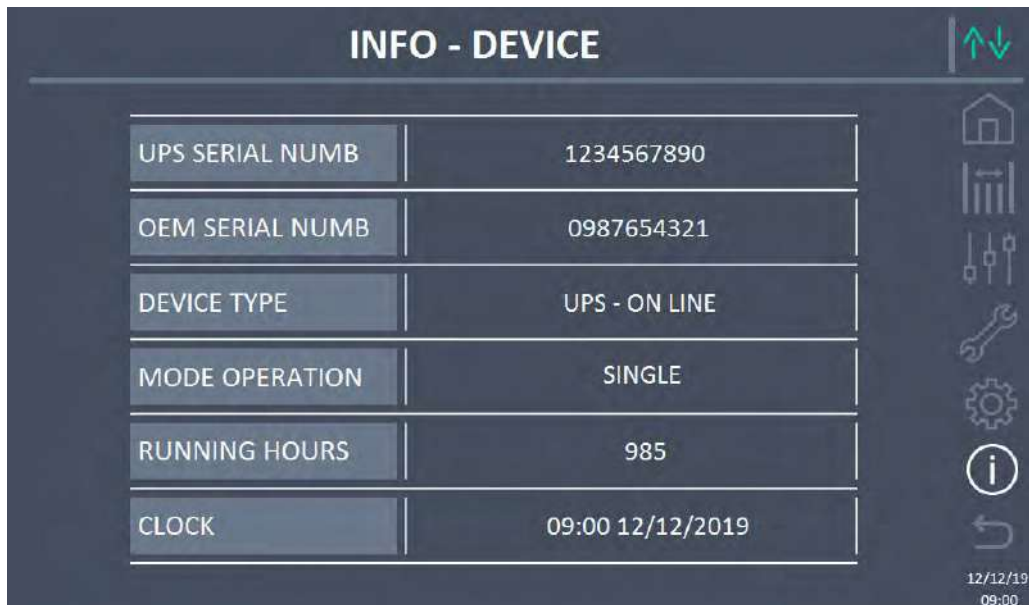 INFO - DEVICE
UPS SERIAL NUMB 1234567890
OEM SERIAL NUMB 0987654321
DEVICE TYPE UPS - ON LINE
MODE OPERATION SINGLE
RUNNING HOURS 985
CLOCK 09:00 12/12/2019
12/12/19
09:00